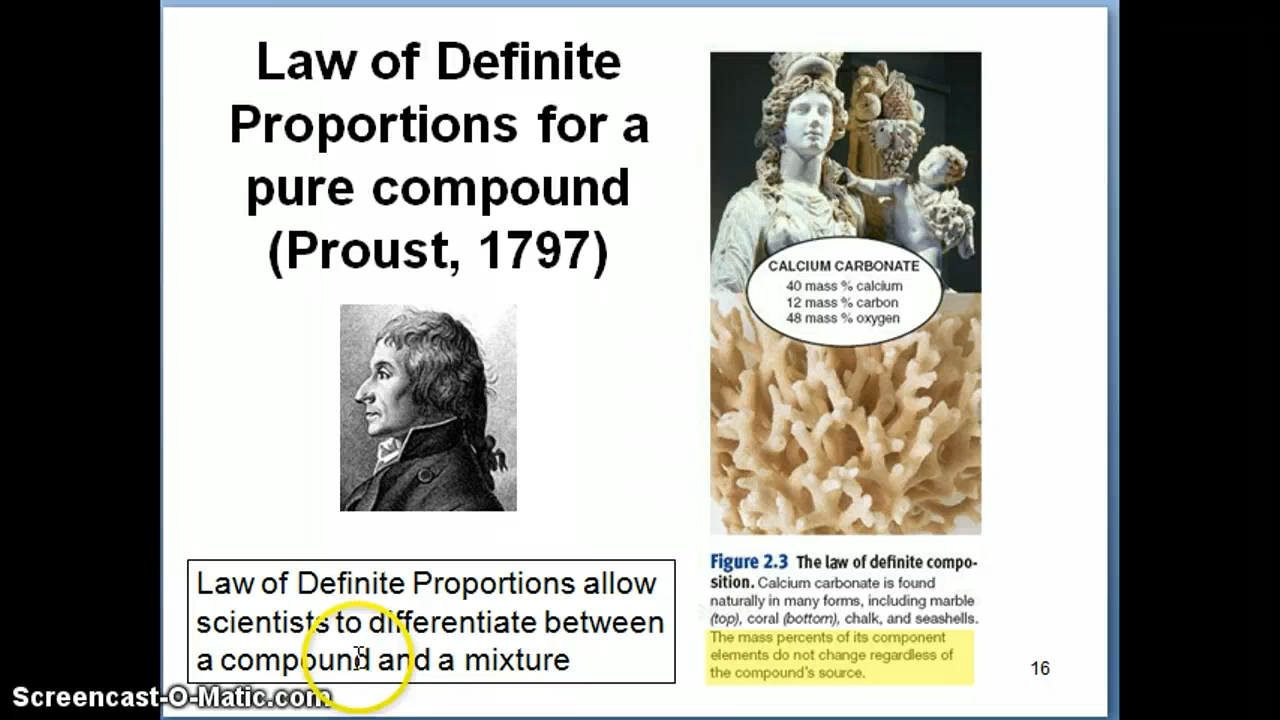 Law of Definite
Proportions for a
pure compound
(Proust, 1797)
CALCIUM CARBONATE
40 mass % calcium
12 mass % carbon
48 mass % oxygen
Law of Definite Proportions allow
scientists to differentiate between
a compound and a mixture
Figure 2.3 The law of definite compo-
sition. Calcium carbonate is found
naturally in many forms, including marble
(top), coral (bottom), chalk, and seashells.
The mass percents of its component
elements do not change regardless of
the compound's source.
16
Screencast-O-Matic.com